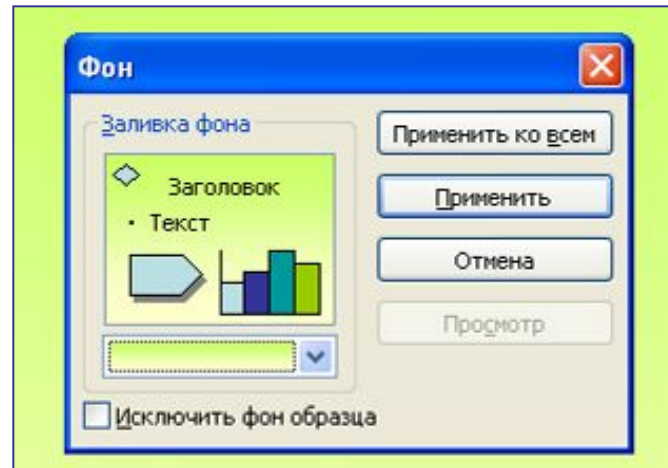 Фон
Заливка фона
Заголовок
• Текст
Исключить фон образца
Применить ко всем
Применить
Отмена
Просмотр